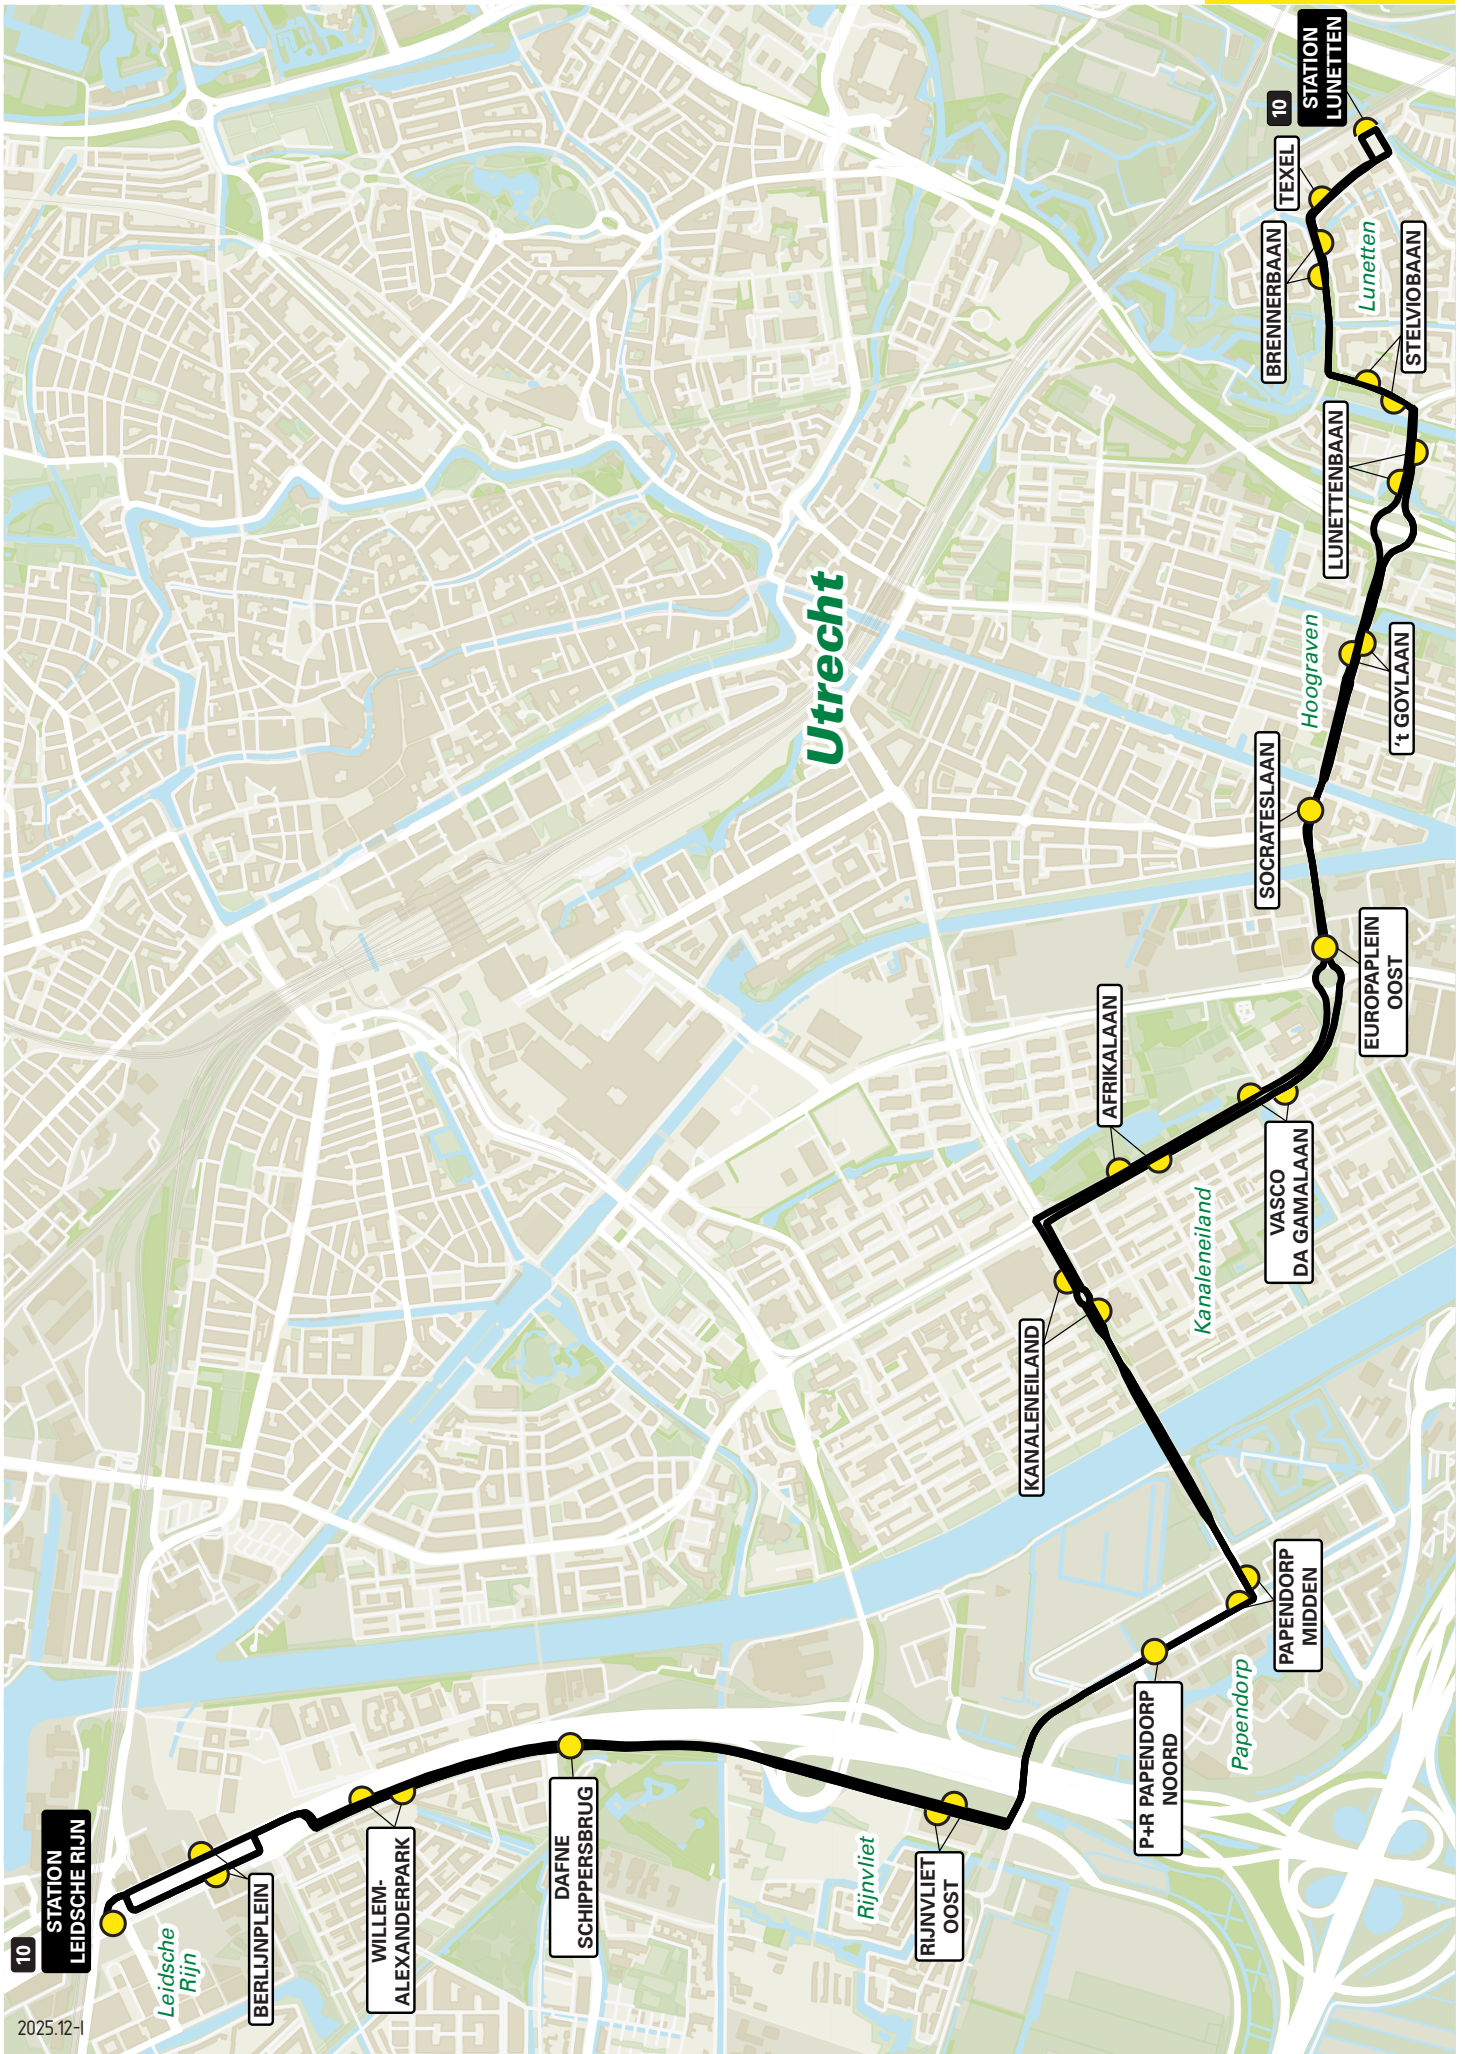 10
STATION
LEIDSCHE RIJN
Leidsche
Rijn
BERLIJNPLEIN
WILLEM-
ALEXANDERPARK
DAFNE
SCHIPPERSBRUG
Rijnvliet
RIJNVLIET
OOST
P+R PAPENDORP
NOORD
Papendorp
PAPENDORP
MIDDEN
KANALENEILAND
Kanaleneiland
AFRIKALAAN
VASCO
DA GAMALAAN
EUROPAPLEIN
OOST
SOCRATESLAAN
Utrecht
Hoograven
't GOYLAAN
LUNETTENBAAN
STELVIOBAAN
Lunetten
BRENNERBAAN
TEXEL
10
STATION
LUNETTEN
2025.12-I